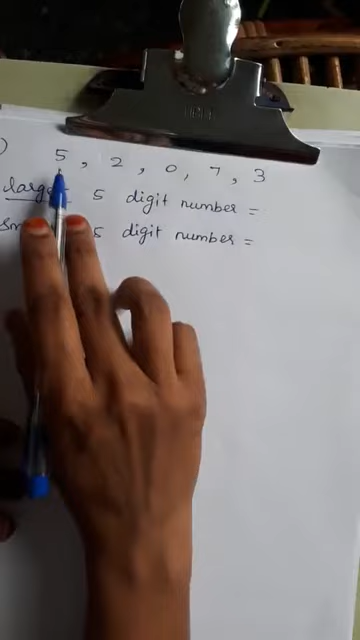 )
5 , 2 , 0 , 7 , 3
5 digit number =
5 digit number =